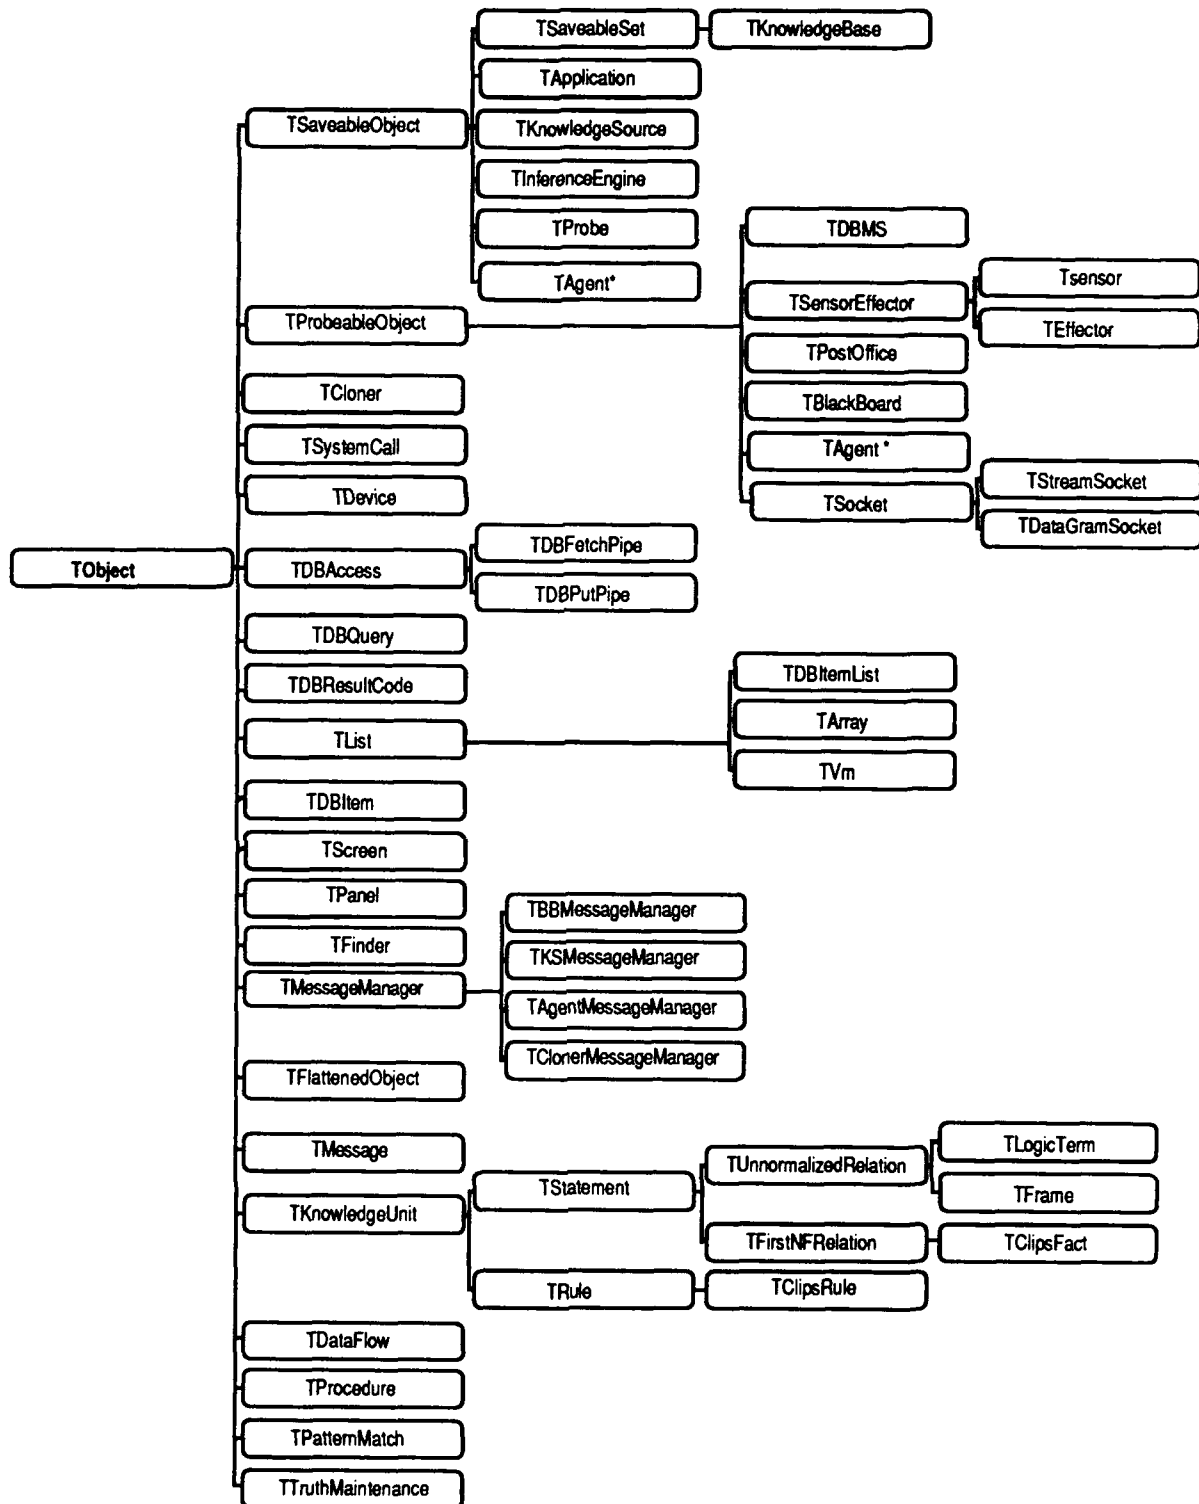 TSaveableSet
TKnowledgeBase
TApplication
TSaveableObject
TKnowledgeSource
TInferenceEngine
TProbe
TDBMS
TAgent*
Tsensor
TSensorEffector
TProbeableObject
TEffector
TPostOffice
TCloner
TBlackBoard
TSystemCall
TAgent *
TStreamSocket
TDevice
TSocket
TDataGramSocket
TDBFetchPipe
TObject
TDBAccess
TDBPutPipe
TDBQuery
TDBItemList
TDBResultCode
TArray
TList
TVm
TDBItem
TScreen
TPanel
TBBMessageManager
TFinder
TKSMessageManager
TMessageManager
TAgentMessageManager
TClonerMessageManager
TFlattenedObject
TLogicTerm
TMessage
TUnnormalizedRelation
TStatement
TFrame
TKnowledgeUnit
TFirstNFRelation
TClipsFact
TRule
TClipsRule
TDataFlow
TProcedure
TPatternMatch
TTruthMaintenance